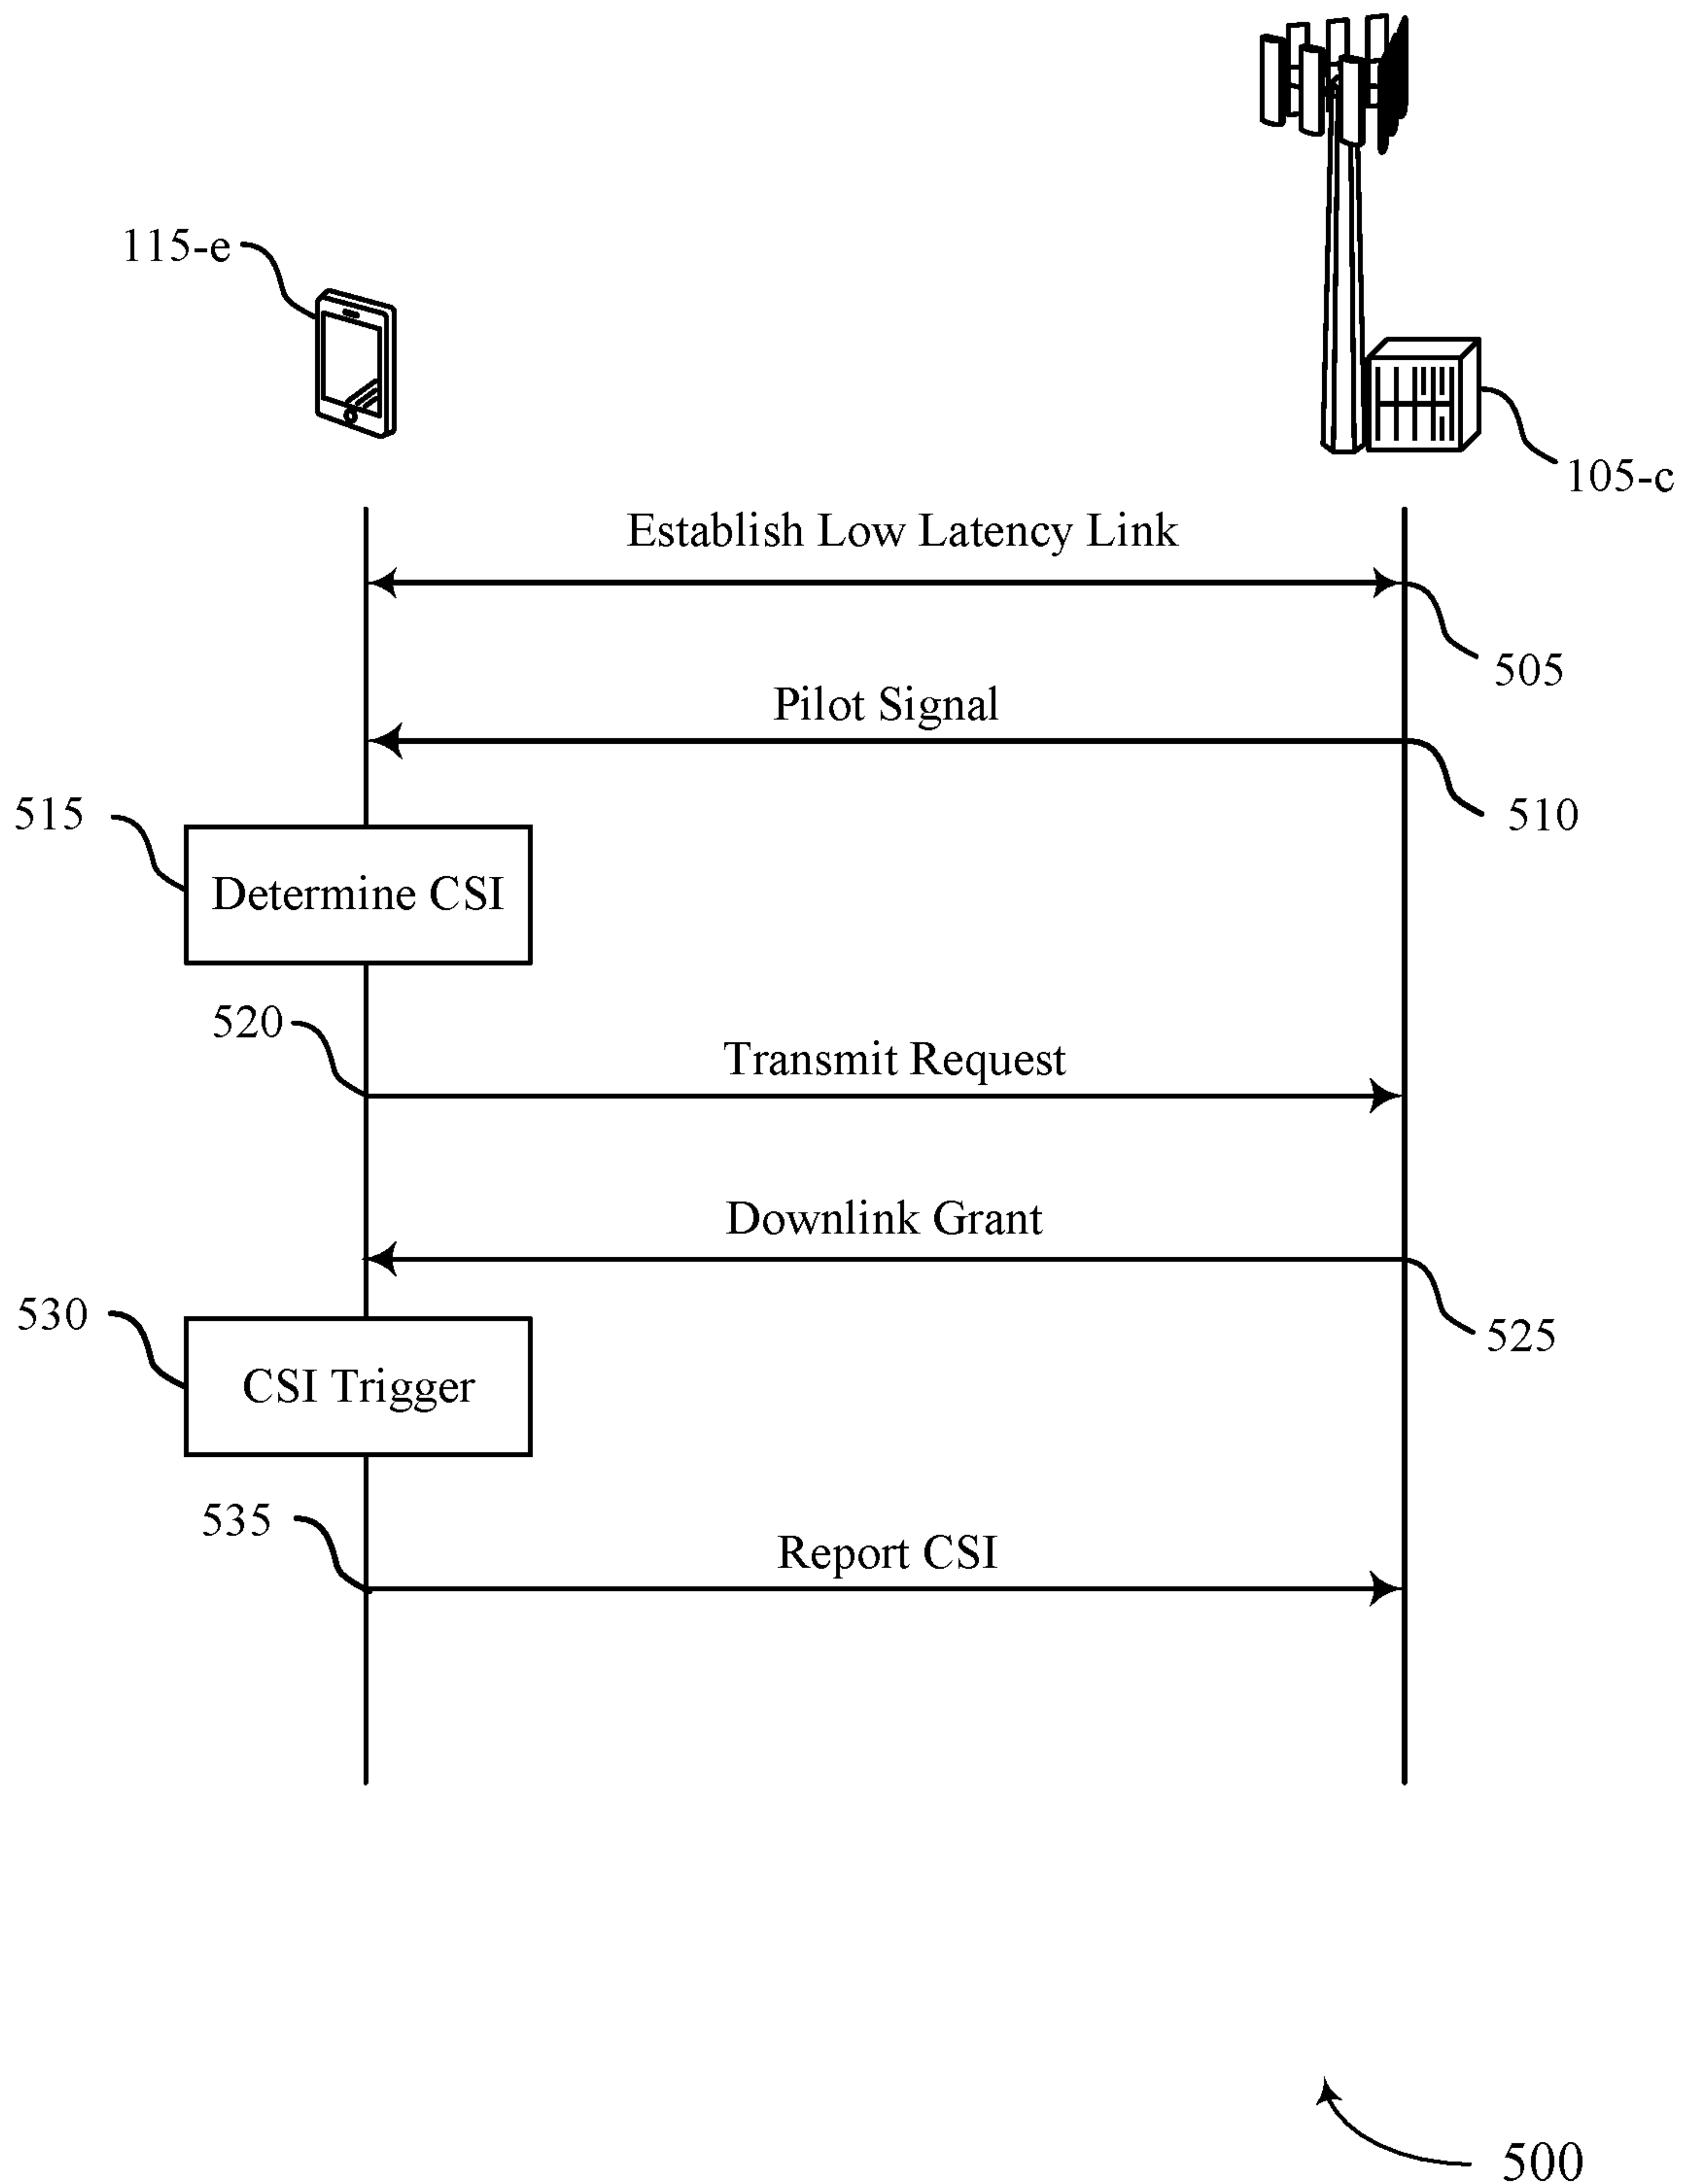 115-e
105-c
Establish Low Latency Link
505
Pilot Signal
510
515
Determine CSI
520
Transmit Request
Downlink Grant
525
530
CSI Trigger
535
Report CSI
500